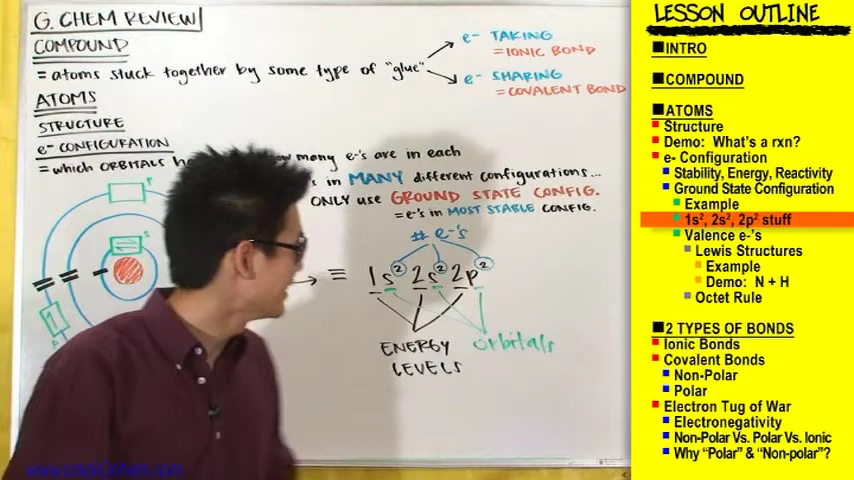 G. CHEM REVIEW
COMPOUND
= atoms stuck together by some type of "glue"
e- TAKING
= IONIC BOND
e- SHARING
= COVALENT BOND
ATOMS
STRUCTURE
e- CONFIGURATION
= which ORBITALS how many e-'s are in each
in MANY different configurations...
ONLY use GROUND STATE CONFIG.
= e-'s in MOST STABLE CONFIG.
# e-'s
≡ 1s² 2s² 2p²
ENERGY LEVELS
orbitals
P
S
LESSON OUTLINE
INTRO
COMPOUND
ATOMS
Structure
Demo: What's a rxn?
e- Configuration
Stability, Energy, Reactivity
Ground State Configuration
Example
1s², 2s², 2p² stuff
Valence e-'s
Lewis Structures
Example
Demo: N + H
Octet Rule
2 TYPES OF BONDS
Ionic Bonds
Covalent Bonds
Non-Polar
Polar
Electron Tug of War
Electronegativity
Non-Polar Vs. Polar Vs. Ionic
Why "Polar" & "Non-polar"?